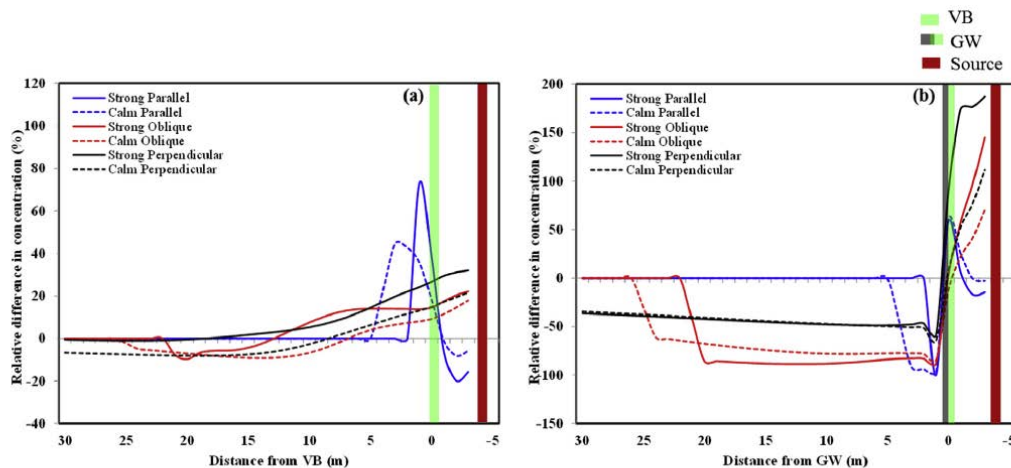 VB
GW
Source
120
100
80
60
40
20
0
-20
-40
Relative difference in concentration (%)
Strong Parallel
Calm Parallel
Strong Oblique
Calm Oblique
Strong Perpendicular
Calm Perpendicular
(a)
30 25 20 15 10 5 0 -5
Distance from VB (m)
200
150
100
50
0
-50
-100
-150
Relative difference in concentration (%)
Strong Parallel
Calm Parallel
Strong Oblique
Calm Oblique
Strong Perpendicular
Calm Perpendicular
(b)
30 25 20 15 10 5 0 -5
Distance from GW (m)